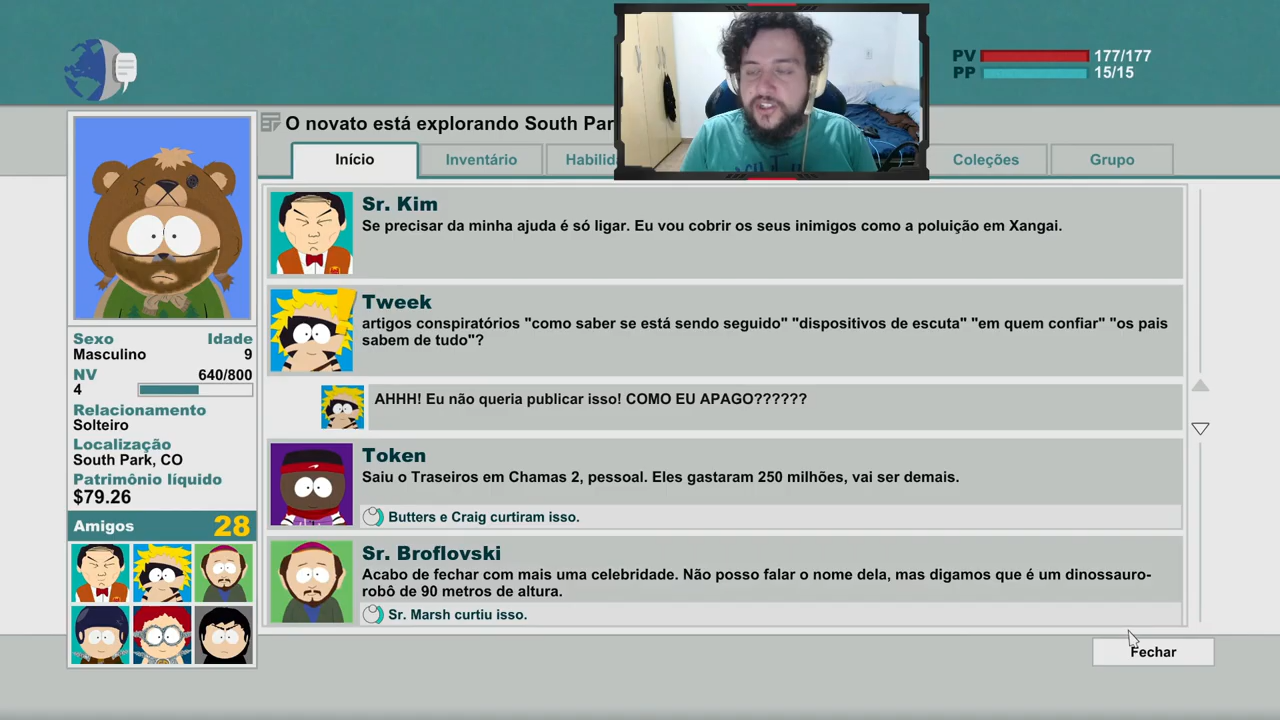 PV 177/177
PP 15/15
O novato está explorando South Par
Início
Inventário
Habilid
Coleções
Grupo
Sr. Kim
Se precisar da minha ajuda é só ligar. Eu vou cobrir os seus inimigos como a poluição em Xangai.
Tweek
artigos conspiratórios "como saber se está sendo seguido" "dispositivos de escuta" "em quem confiar" "os pais
sabem de tudo"?
AHHH! Eu não queria publicar isso! COMO EU APAGO??????
Token
Saiu o Traseiros em Chamas 2, pessoal. Eles gastaram 250 milhões, vai ser demais.
Butters e Craig curtiram isso.
Sr. Broflovski
Acabo de fechar com mais uma celebridade. Não posso falar o nome dela, mas digamos que é um dinossauro-
robô de 90 metros de altura.
Sr. Marsh curtiu isso.
Sexo Idade
Masculino 9
NV 640/800
4
Relacionamento
Solteiro
Localização
South Park, CO
Patrimônio líquido
$79.26
Amigos 28
Fechar